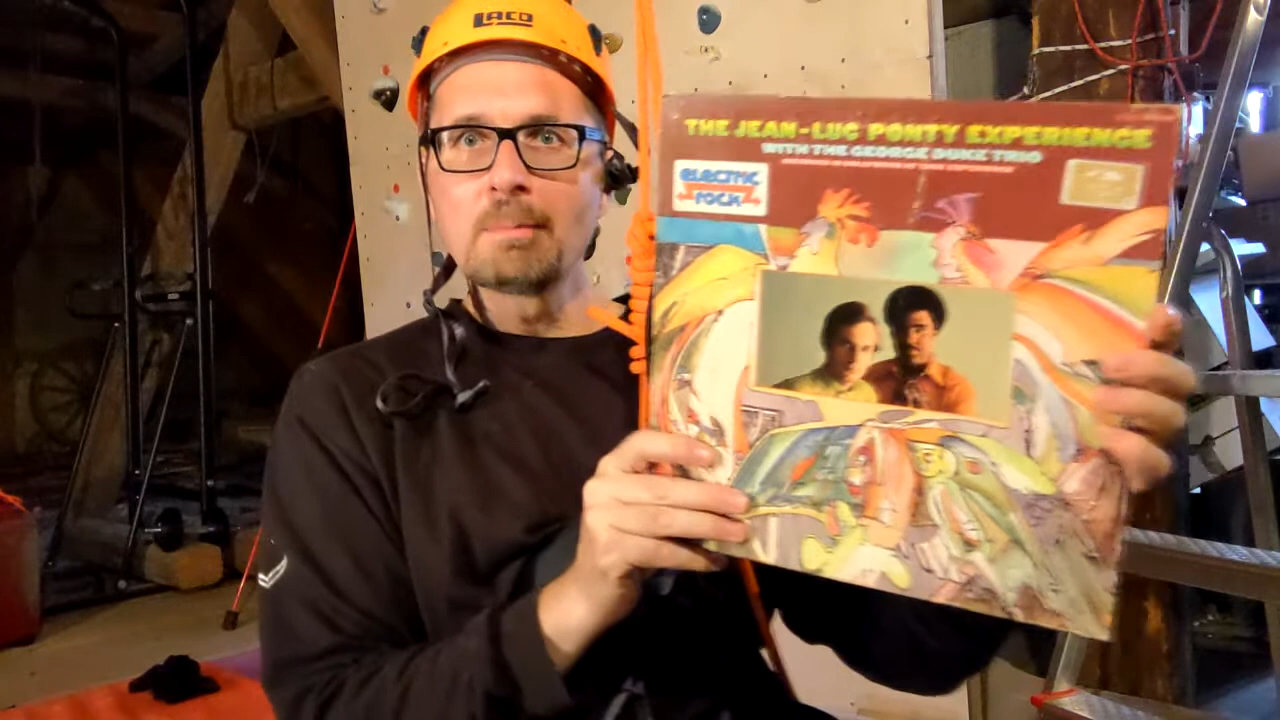 LACO
THE JEAN-LUC PONTY EXPERIENCE
WITH THE GEORGE DUKE TRIO
ELECTRIC
ROCK